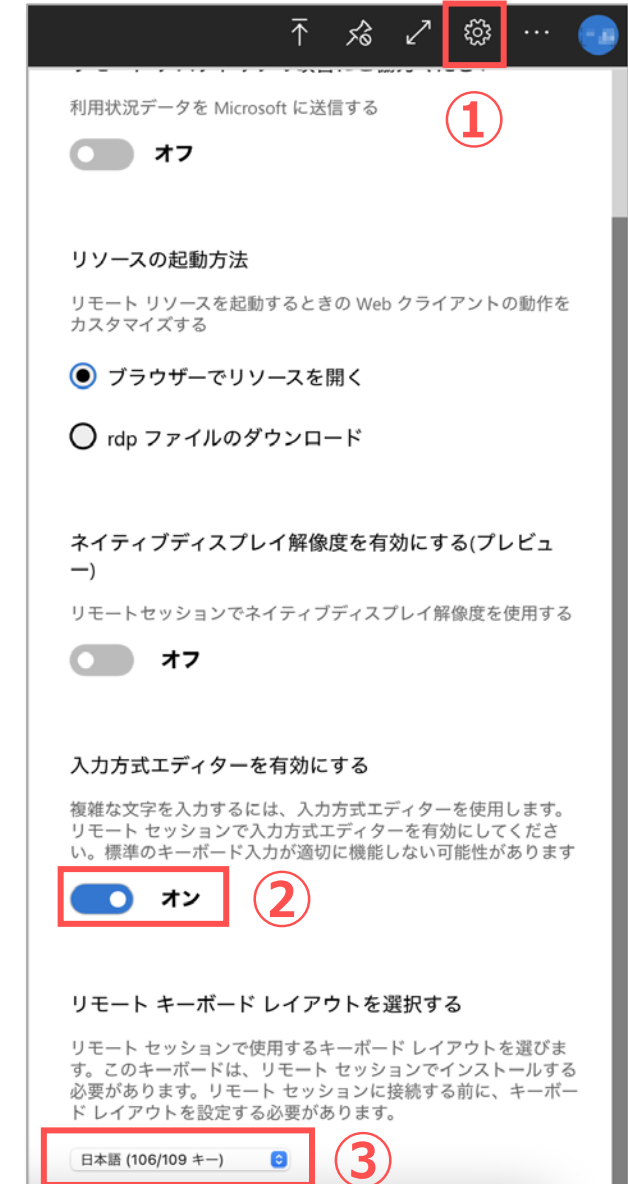 ①
利用状況データを Microsoft に送信する
オフ
リソースの起動方法
リモート リソースを起動するときの Web クライアントの動作を
カスタマイズする
ブラウザーでリソースを開く
rdp ファイルのダウンロード
ネイティブディスプレイ解像度を有効にする(プレビュ
ー)
リモートセッションでネイティブディスプレイ解像度を使用する
オフ
入力方式エディターを有効にする
複雑な文字を入力するには、入力方式エディターを使用します。
リモート セッションで入力方式エディターを有効にしてくださ
い。標準のキーボード入力が適切に機能しない可能性があります
オン ②
リモート キーボード レイアウトを選択する
リモート セッションで使用するキーボード レイアウトを選びま
す。このキーボードは、リモート セッションでインストールする
必要があります。リモート セッションに接続する前に、キーボー
ド レイアウトを設定する必要があります。
日本語 (106/109 キー) ③